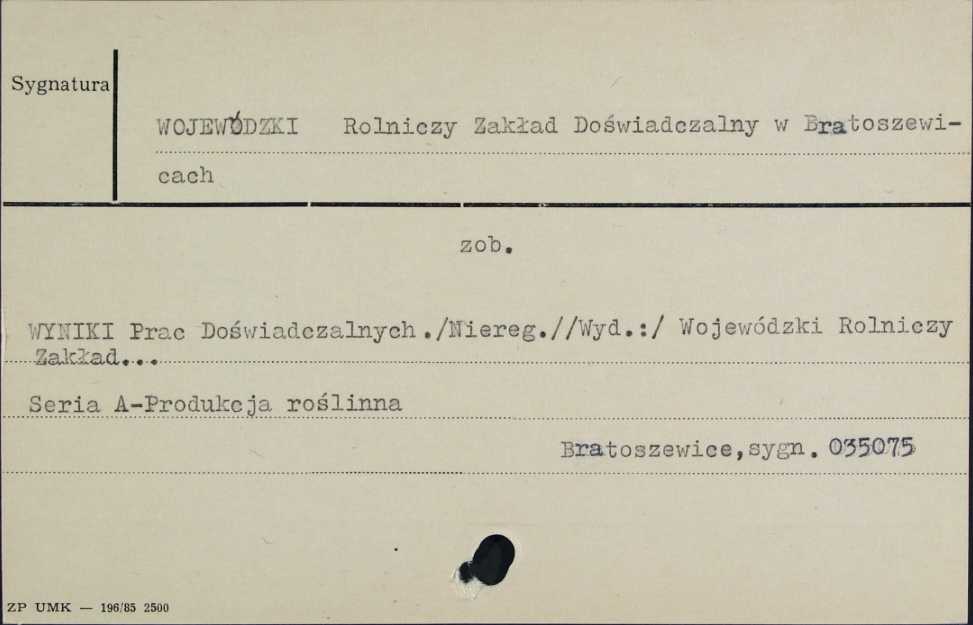 Sygnatura
WOJEWÓDZKI Rolniczy Zakład Doświadczalny w Bratoszewi-
cach
zob.
WYNIKI Prac Doświadczalnych./Niereg.//Wyd.:/ Wojewódzki Rolniczy
Zakład...
Seria A-Produkcja roślinna
Bratoszewice,sygn. 035075
ZP UMK — 196/85 2500